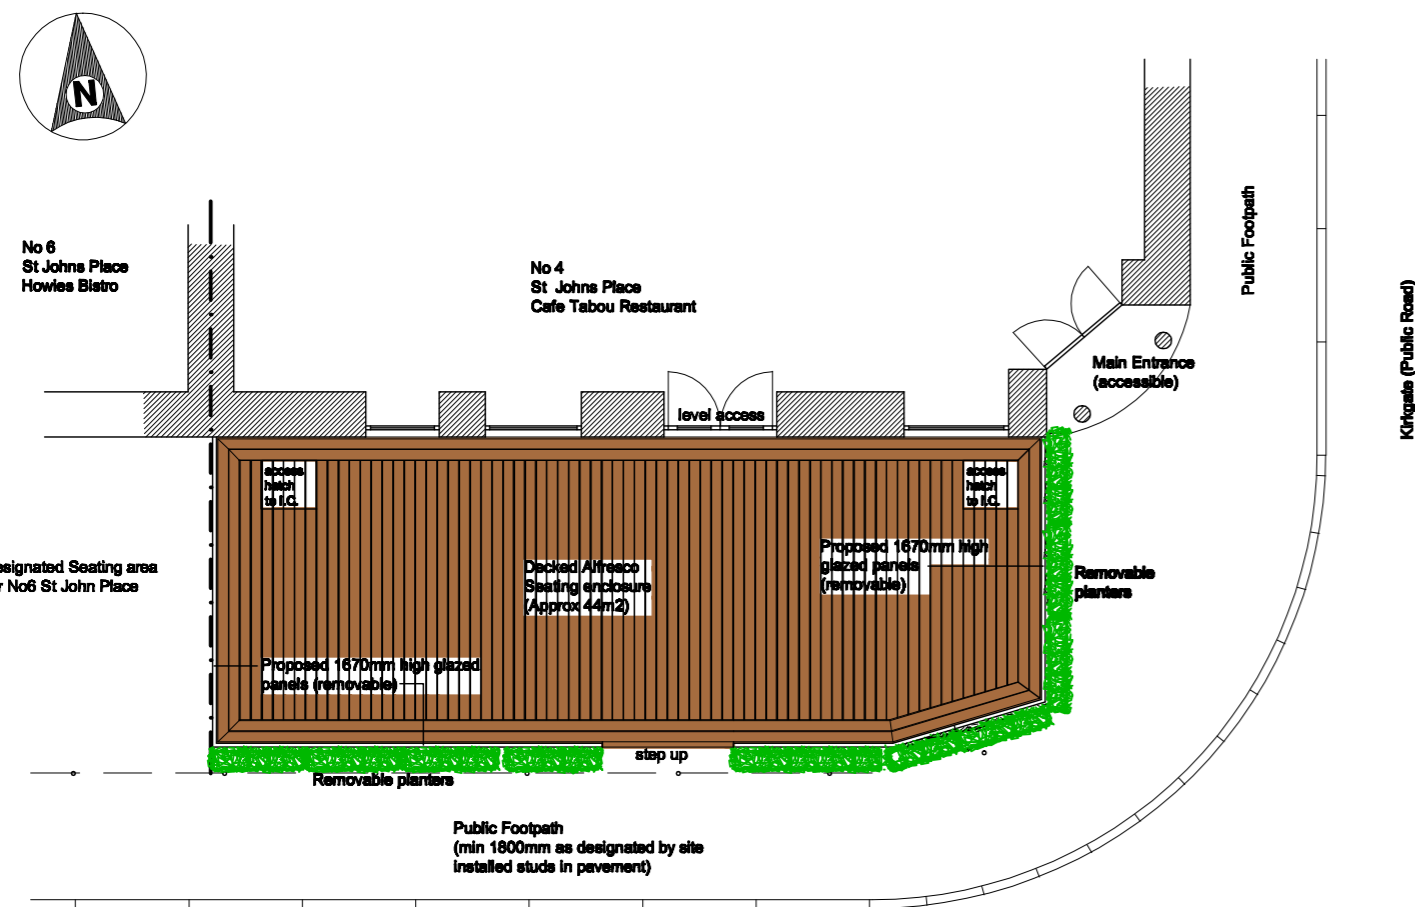 N
No 6
St Johns Place
Howies Bistro
No 4
St Johns Place
Cafe Tabou Restaurant
Public Footpath
Kirkgate (Public Road)
Main Entrance
(accessible)
level access
access
hatch
to I.C.
access
hatch
to I.C.
Proposed 1670mm high
glazed panels
(removable)
Decked Alfresco
Seating enclosure
(Approx 44m2)
esignated Seating area
r No6 St John Place
Removable
planters
Proposed 1670mm high glazed
panels (removable)
step up
Removable planters
Public Footpath
(min 1800mm as designated by site
installed studs in pavement)